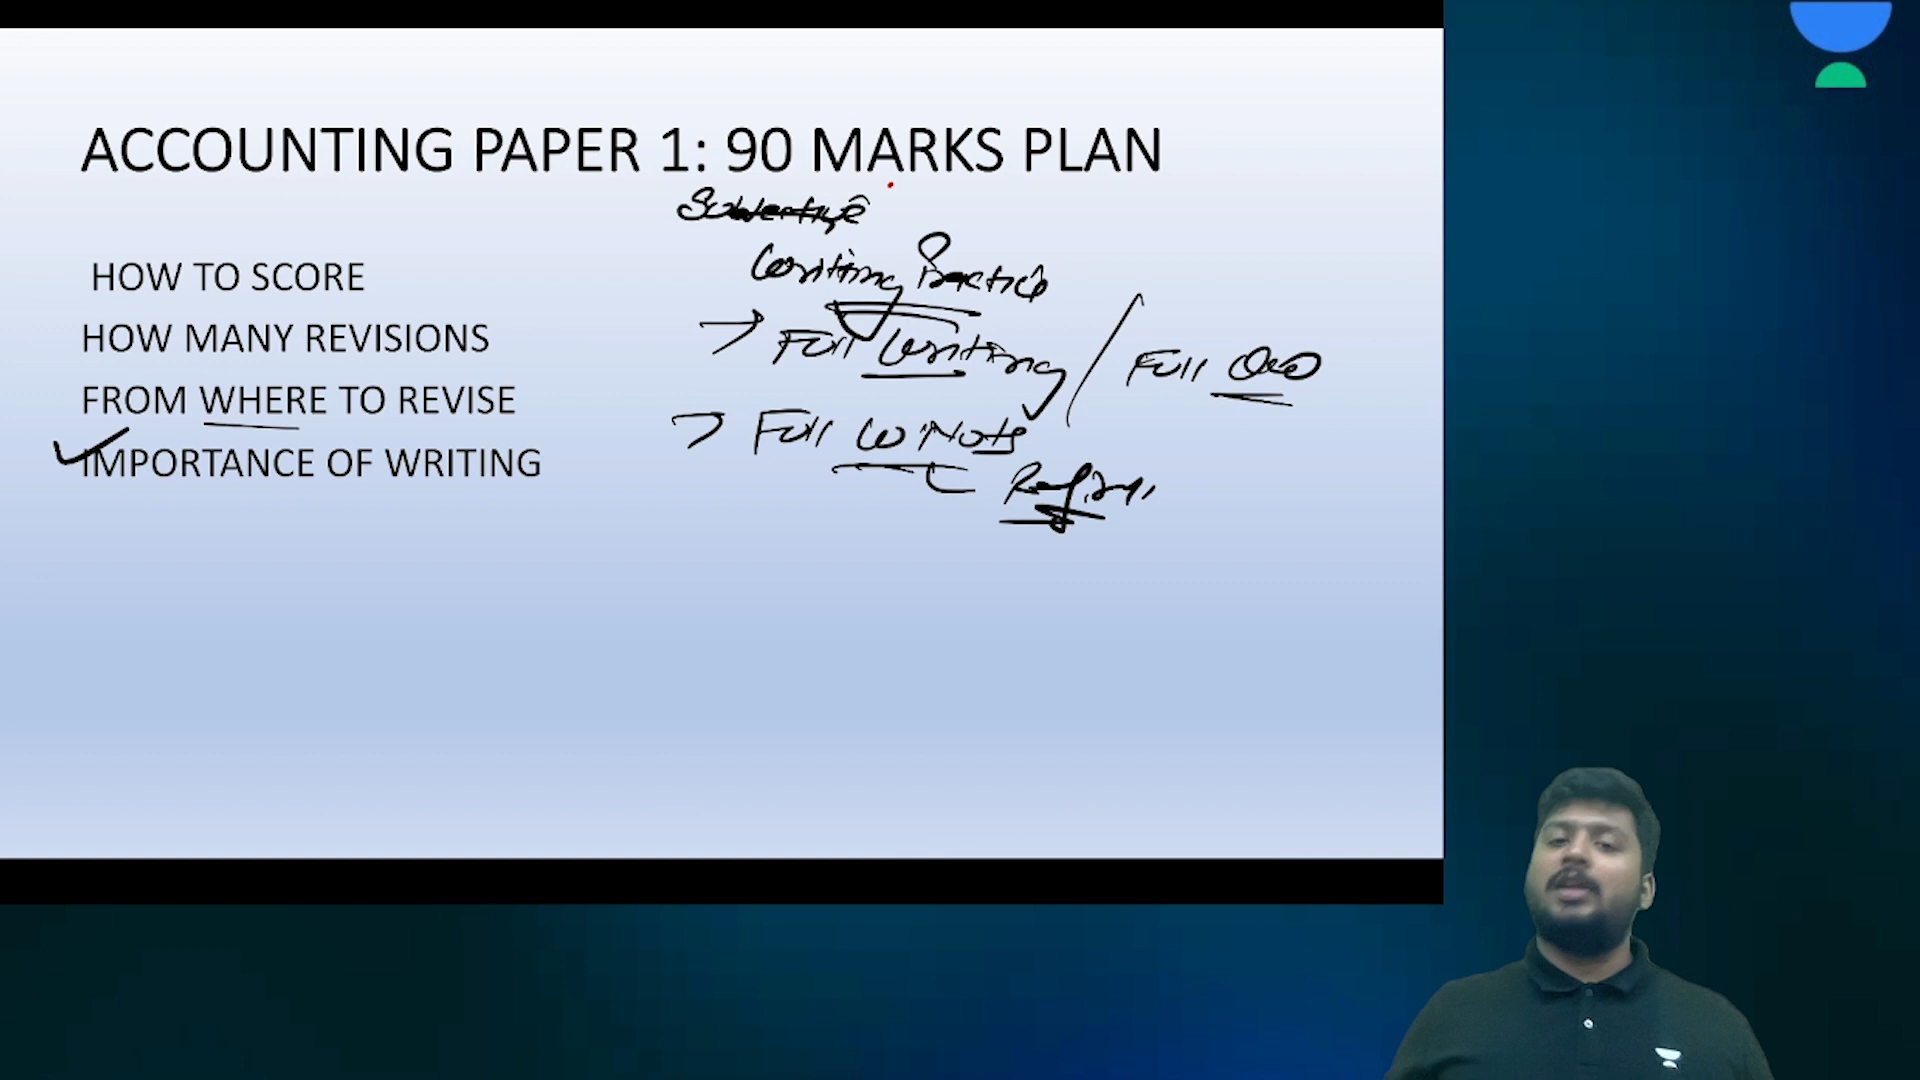 ACCOUNTING PAPER 1: 90 MARKS PLAN
HOW TO SCORE
HOW MANY REVISIONS
FROM WHERE TO REVISE
IMPORTANCE OF WRITING
Subjective
Writing Practice
→ Full Writing / Full
→ Full W Nots